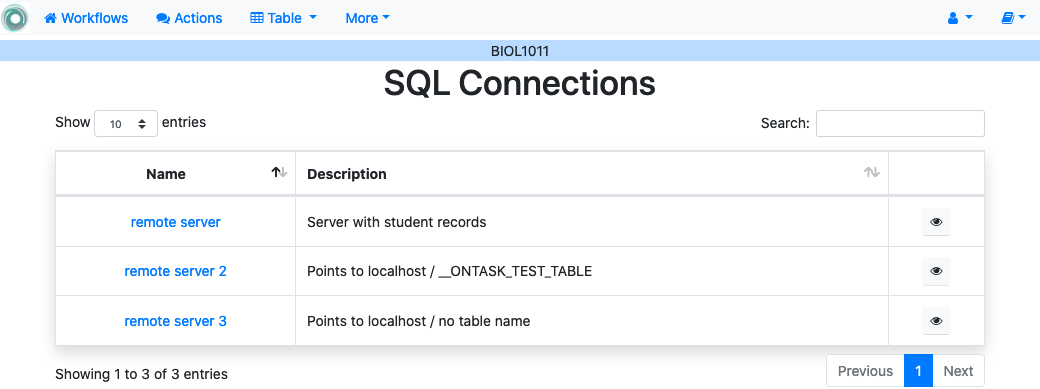 Workflows Actions Table More
BIOL1011
SQL Connections
Show 10 entries Search:
Name Description
remote server Server with student records
remote server 2 Points to localhost / __ONTASK_TEST_TABLE
remote server 3 Points to localhost / no table name
Showing 1 to 3 of 3 entries Previous 1 Next